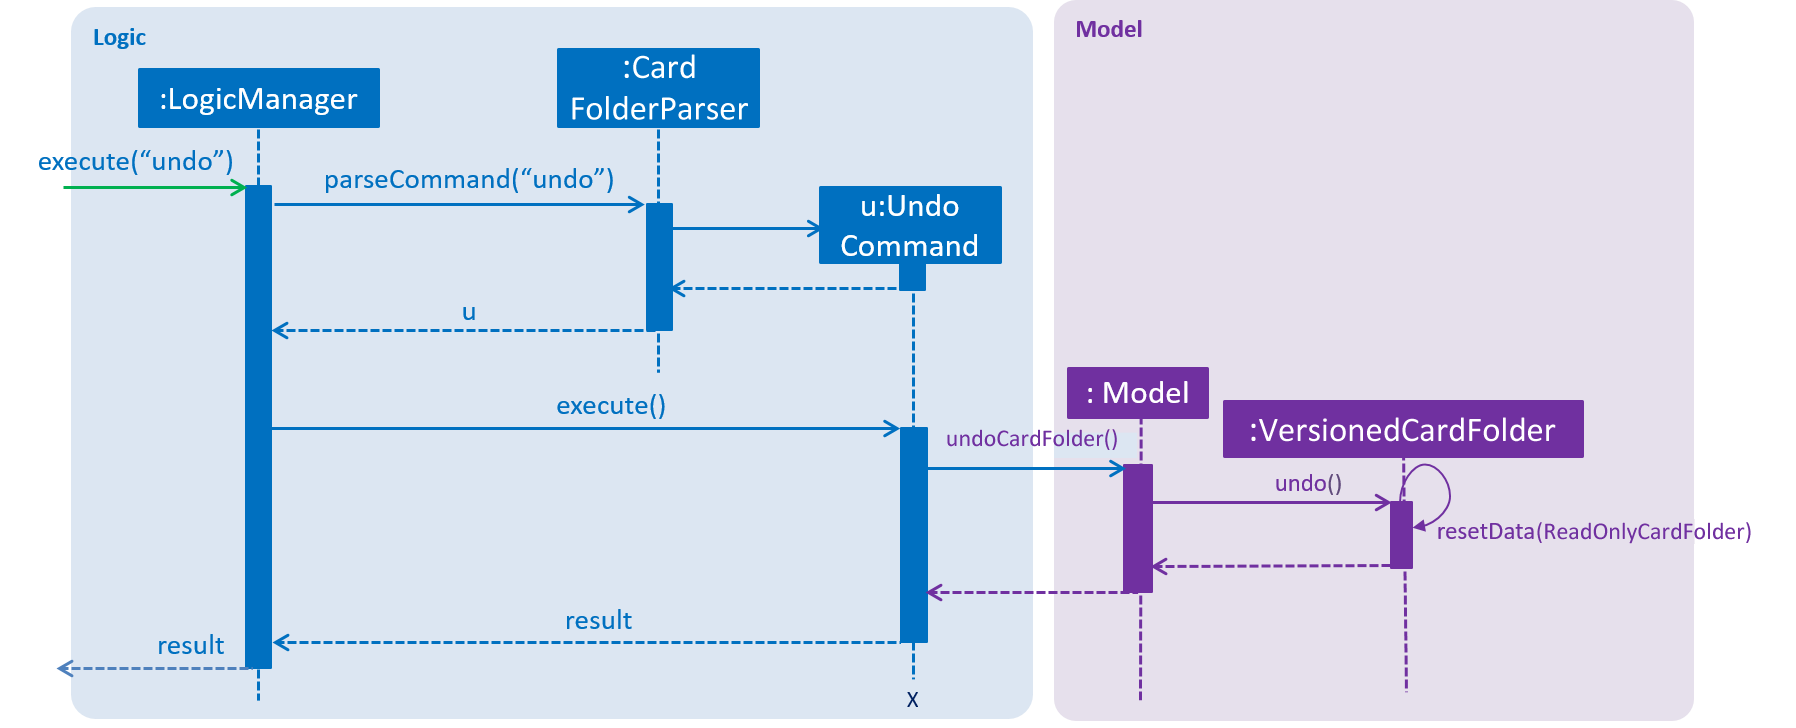 Logic
Model
:Card
FolderParser
:LogicManager
execute(“undo”)
parseCommand(“undo”)
u:Undo
Command
u
: Model
execute()
:VersionedCardFolder
undoCardFolder()
undo()
resetData(ReadOnlyCardFolder)
result
result
X